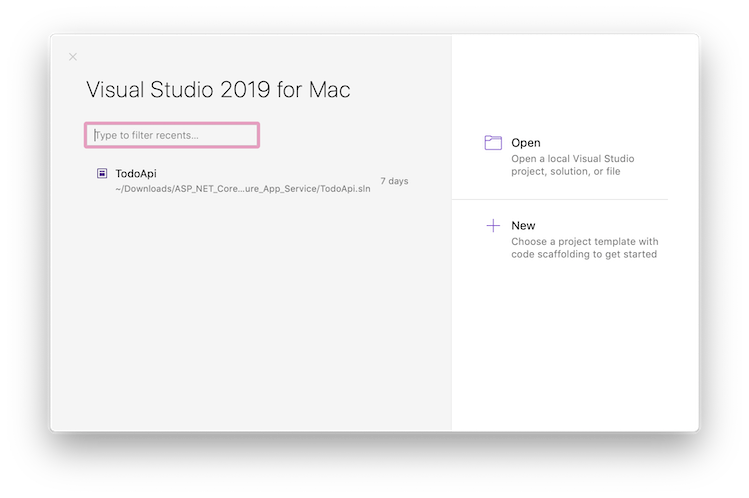 Visual Studio 2019 for Mac
Type to filter recents...
TodoApi
~/Downloads/ASP_NET_Core...ure_App_Service/TodoApi.sln
7 days
Open
Open a local Visual Studio
project, solution, or file
New
Choose a project template with
code scaffolding to get started